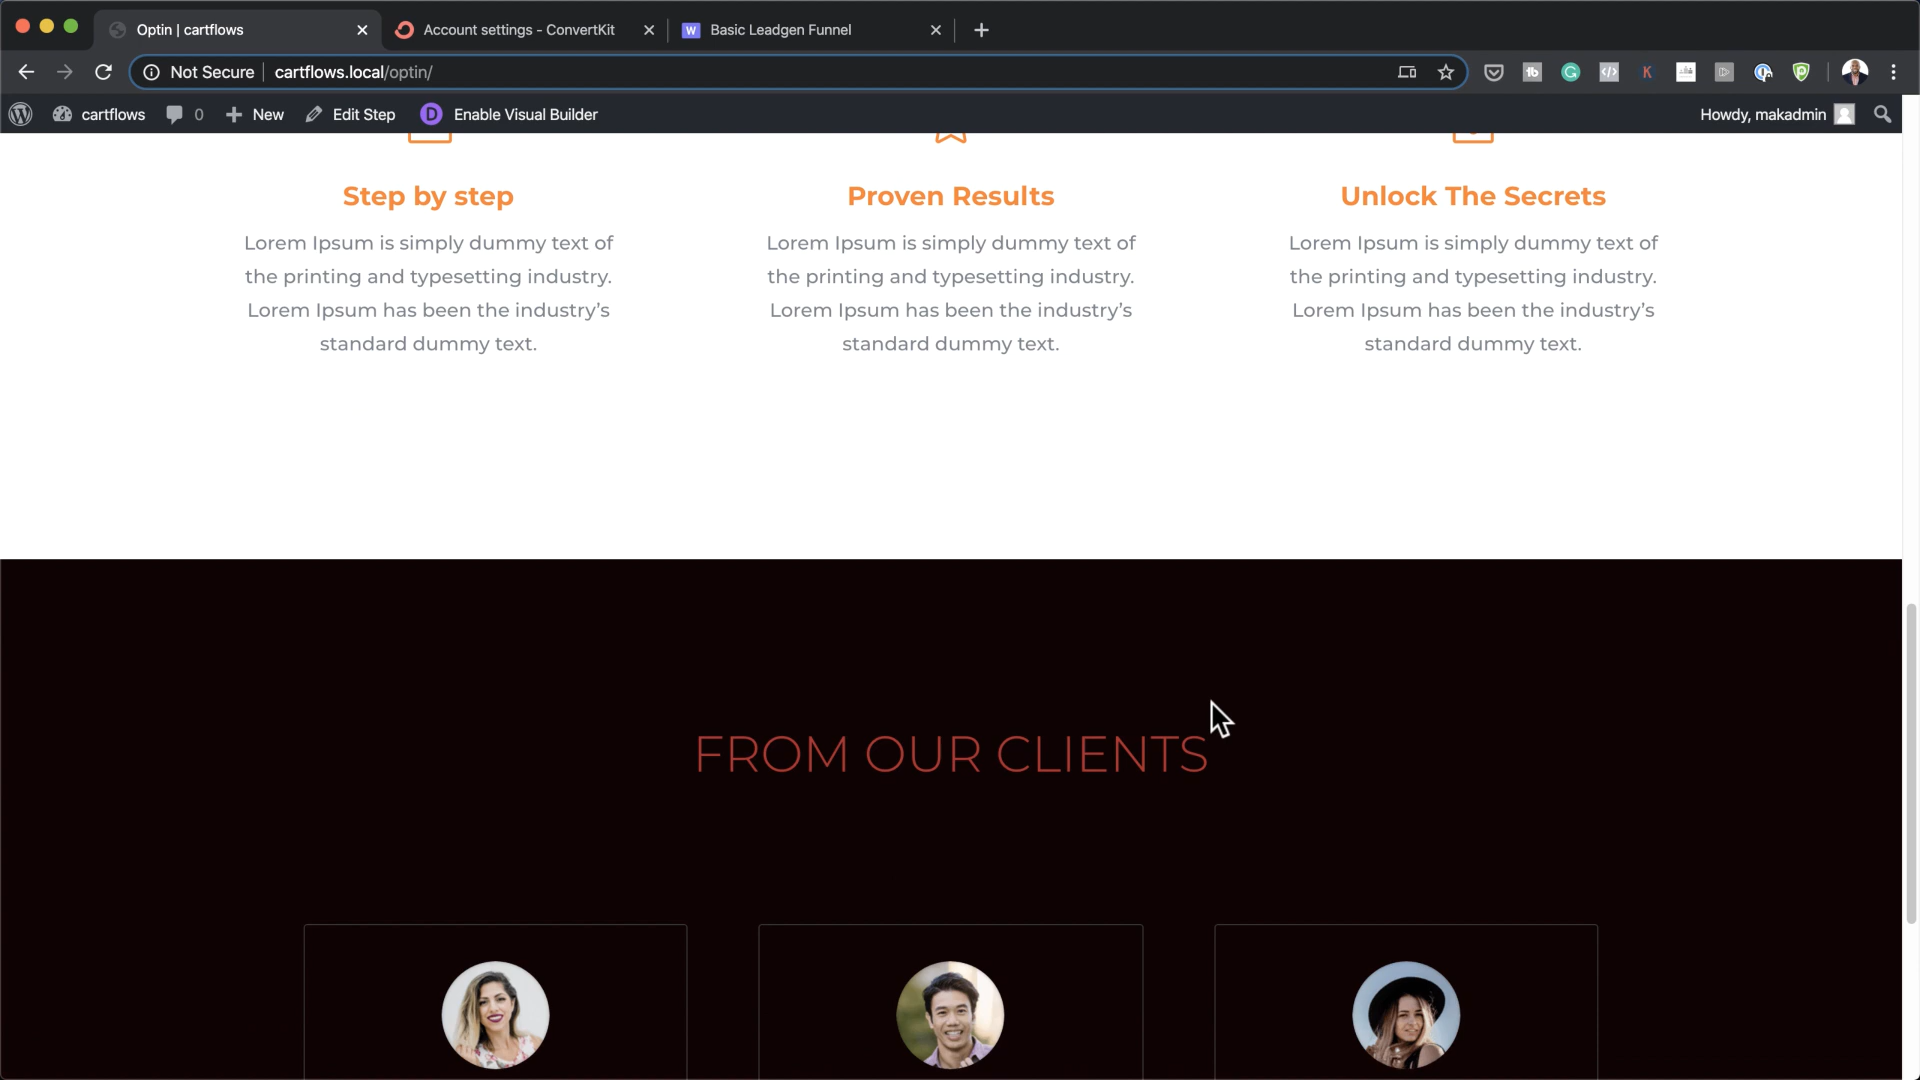 Optin | cartflows
Account settings - ConvertKit
W Basic Leadgen Funnel
Not Secure cartflows.local/optin/
cartflows 0 New Edit Step D Enable Visual Builder Howdy, makadmin
Step by step
Lorem Ipsum is simply dummy text of
the printing and typesetting industry.
Lorem Ipsum has been the industry’s
standard dummy text.
Proven Results
Lorem Ipsum is simply dummy text of
the printing and typesetting industry.
Lorem Ipsum has been the industry’s
standard dummy text.
Unlock The Secrets
Lorem Ipsum is simply dummy text of
the printing and typesetting industry.
Lorem Ipsum has been the industry’s
standard dummy text.
FROM OUR CLIENTS